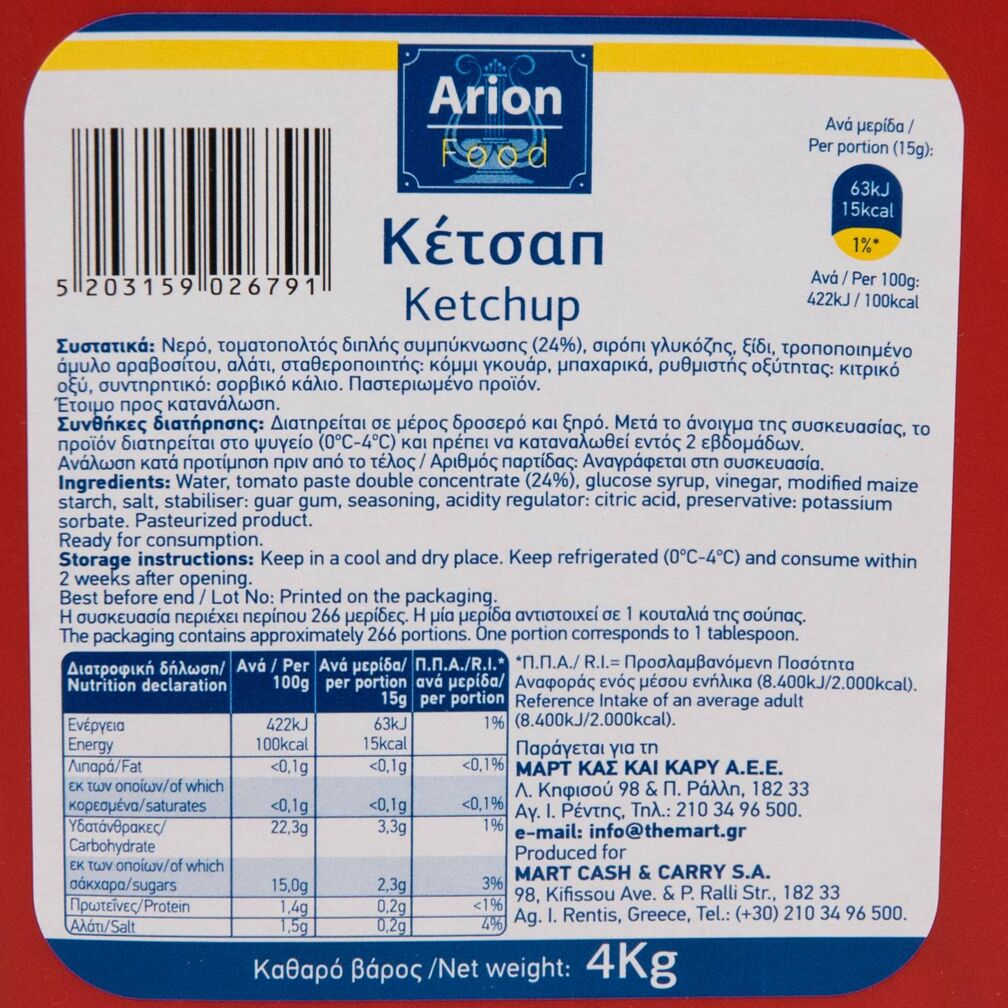 Arion
Food
Ανά μερίδα /
Per portion (15g):
63kJ
15kcal
1%*
Ανά / Per 100g:
422kJ / 100kcal
5 203159 026791
Κέτσαπ
Ketchup
Συστατικά: Νερό, τοματοπολτός διπλής συμπύκνωσης (24%), σιρόπι γλυκόζης, ξίδι, τροποποιημένο
άμυλο αραβοσίτου, αλάτι, σταθεροποιητής: κόμμι γκουάρ, μπαχαρικά, ρυθμιστής οξύτητας: κιτρικό
οξύ, συντηρητικό: σορβικό κάλιο. Παστεριωμένο προϊόν.
Έτοιμο προς κατανάλωση.
Συνθήκες διατήρησης: Διατηρείται σε μέρος δροσερό και ξηρό. Μετά το άνοιγμα της συσκευασίας, το
προϊόν διατηρείται στο ψυγείο (0°C-4°C) και πρέπει να καταναλωθεί εντός 2 εβδομάδων.
Ανάλωση κατά προτίμηση πριν από το τέλος / Αριθμός παρτίδας: Αναγράφεται στη συσκευασία.
Ingredients: Water, tomato paste double concentrate (24%), glucose syrup, vinegar, modified maize
starch, salt, stabiliser: guar gum, seasoning, acidity regulator: citric acid, preservative: potassium
sorbate. Pasteurized product.
Ready for consumption.
Storage instructions: Keep in a cool and dry place. Keep refrigerated (0°C-4°C) and consume within
2 weeks after opening.
Best before end / Lot No: Printed on the packaging.
Η συσκευασία περιέχει περίπου 266 μερίδες. Η μία μερίδα αντιστοιχεί σε 1 κουταλιά της σούπας.
The packaging contains approximately 266 portions. One portion corresponds to 1 tablespoon.
Διατροφική δήλωση/ Ανά / Per Ανά μερίδα/ Π.Π.Α./R.I.*
Nutrition declaration 100g per portion ανά μερίδα/
15g per portion
Ενέργεια 422kJ 63kJ 1%
Energy 100kcal 15kcal
Λιπαρά/Fat <0,1g <0,1g <0,1%
εκ των οποίων/of which
κορεσμένα/saturates <0,1g <0,1g <0,1%
Υδατάνθρακες/ 22,3g 3,3g 1%
Carbohydrate
εκ των οποίων/of which
σάκχαρα/sugars 15,0g 2,3g 3%
Πρωτεΐνες/Protein 1,4g 0,2g <1%
Αλάτι/Salt 1,5g 0,2g 4%
*Π.Π.Α./ R.I.= Προσλαμβανόμενη Ποσότητα
Αναφοράς ενός μέσου ενήλικα (8.400kJ/2.000kcal).
Reference Intake of an average adult
(8.400kJ/2.000kcal).
Παράγεται για τη
ΜΑΡΤ ΚΑΣ ΚΑΙ ΚΑΡΥ Α.Ε.Ε.
Λ. Κηφισού 98 & Π. Ράλλη, 182 33
Αγ. Ι. Ρέντης, Τηλ.: 210 34 96 500.
e-mail: info@themart.gr
Produced for
MART CASH & CARRY S.A.
98, Kifissou Ave. & P. Ralli Str., 182 33
Ag. I. Rentis, Greece, Tel.: (+30) 210 34 96 500.
Καθαρό βάρος /Net weight: 4Kg